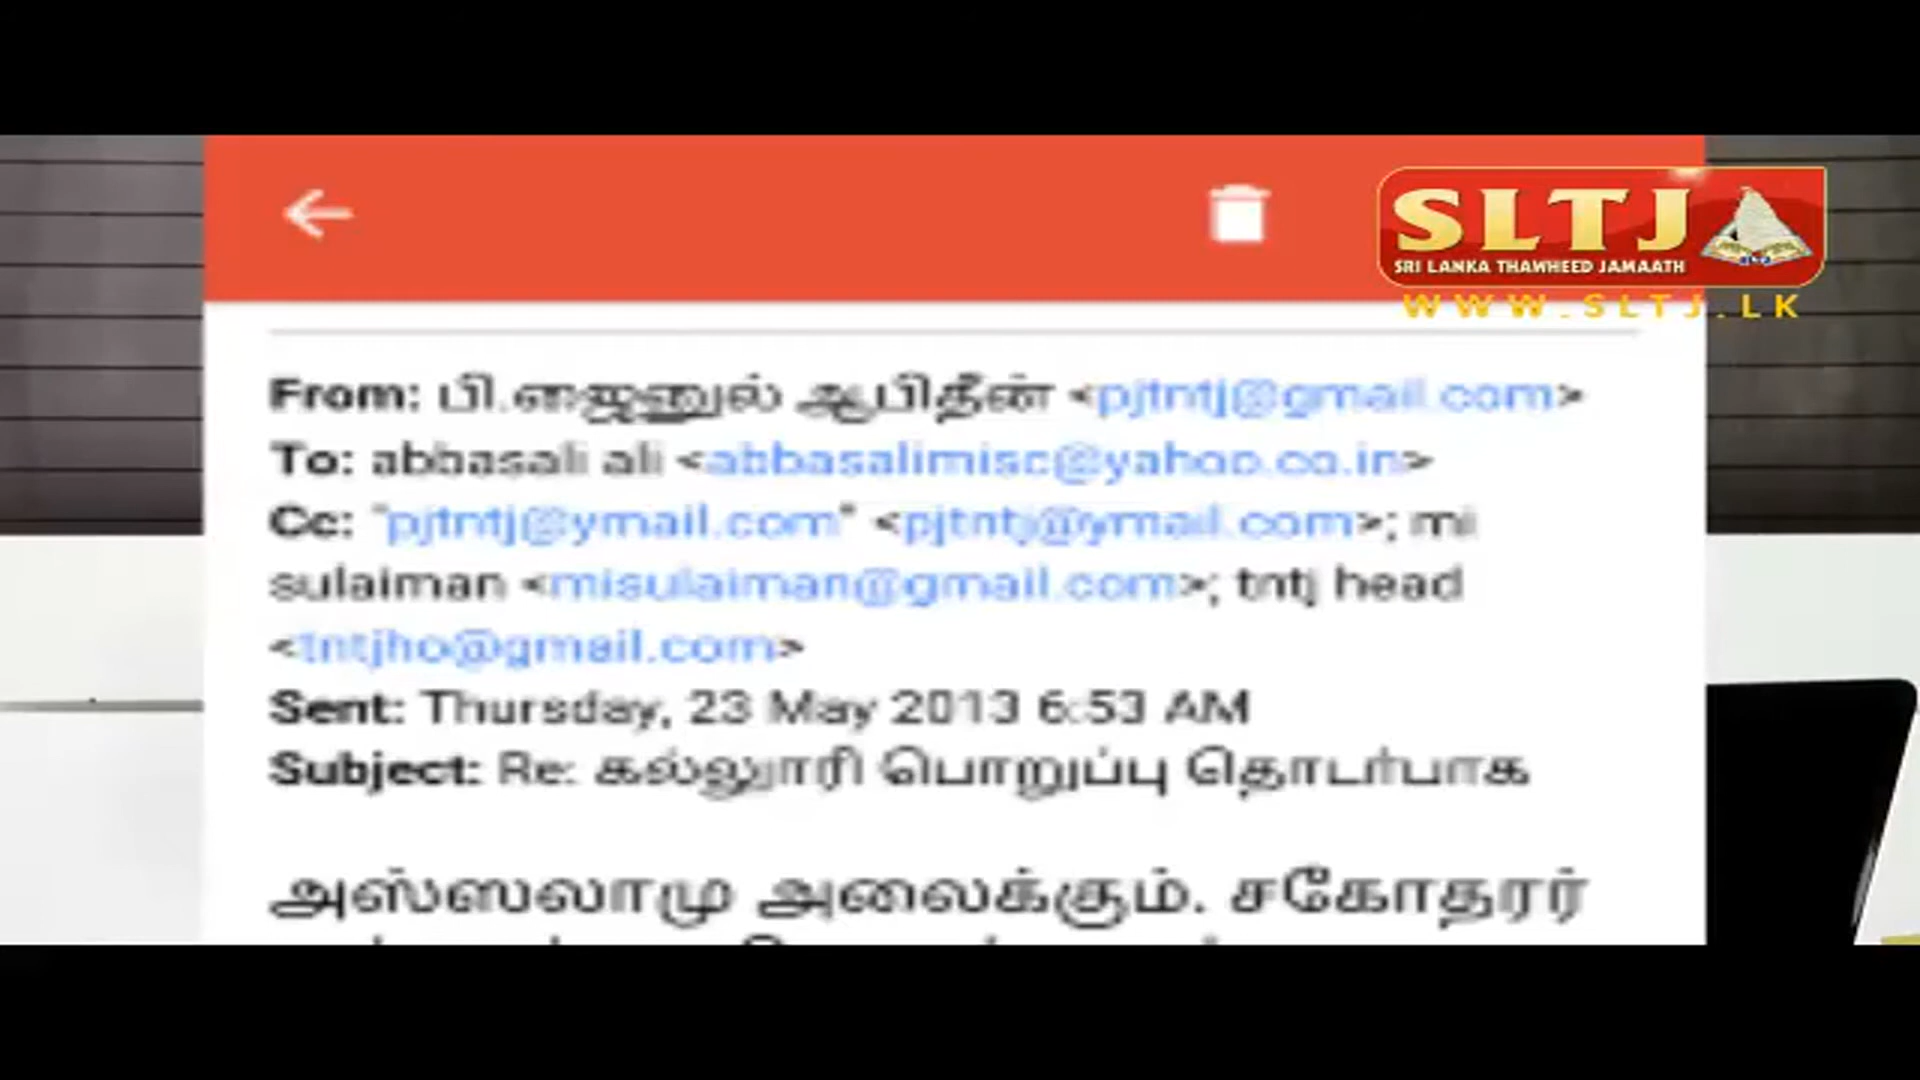 SLTJ
SRI LANKA THAWHEED JAMAATH
WWW.SLTJ.LK
From: பி.ஜைனுல் ஆபிதீன் <pjtntj@gmail.com>
To: abbasali ali <abbasalimisc@yahoo.co.in>
Cc: "pjtntj@ymail.com" <pjtntj@ymail.com>; mi
sulaiman <misulaiman@gmail.com>; tntj head
<tntjho@gmail.com>
Sent: Thursday, 23 May 2013 6:53 AM
Subject: Re: கல்லூரி பொறுப்பு தொடர்பாக
அஸ்ஸலாமு அலைக்கும். சகோதரர்